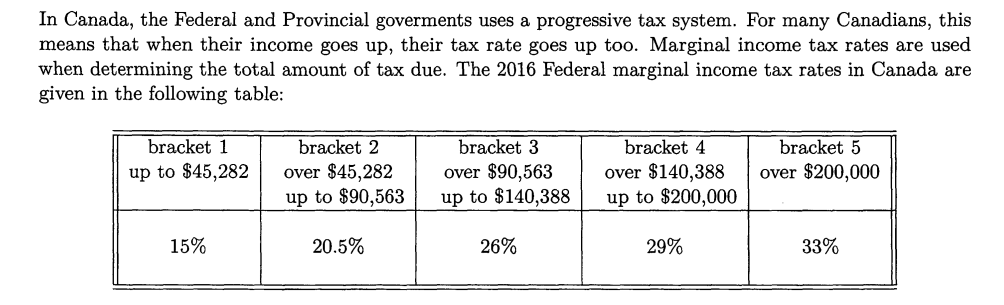 In Canada, the Federal and Provincial goverments uses a progressive tax system. For many Canadians, this
means that when their income goes up, their tax rate goes up too. Marginal income tax rates are used
when determining the total amount of tax due. The 2016 Federal marginal income tax rates in Canada are
given in the following table:
bracket 1 bracket 2 bracket 3 bracket 4 bracket 5
up to $45,282 over $45,282 over $90,563 over $140,388 over $200,000
up to $90,563 up to $140,388 up to $200,000
15% 20.5% 26% 29% 33%